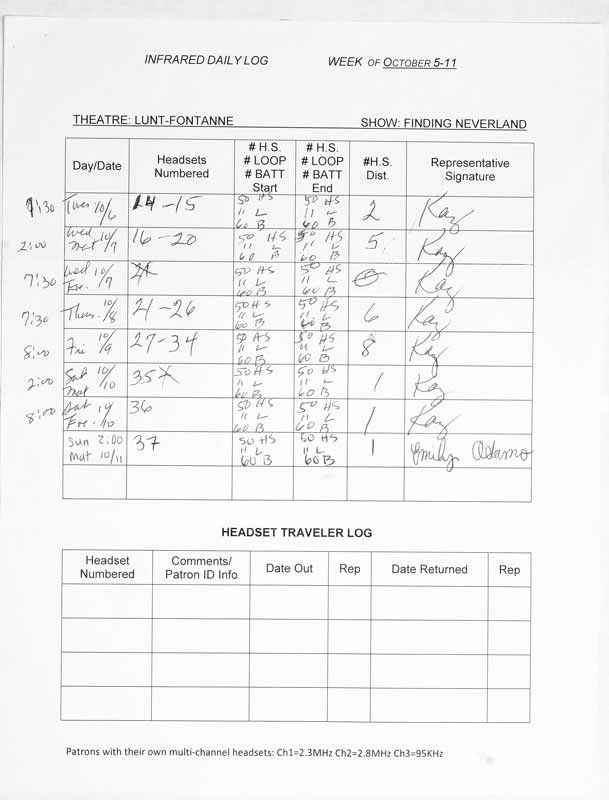 INFRARED DAILY LOG WEEK OF OCTOBER 5-11
THEATRE: LUNT-FONTANNE SHOW: FINDING NEVERLAND
Day/Date Headsets Numbered # H.S. # LOOP # BATT Start # H.S. # LOOP # BATT End #H.S. Dist. Representative Signature
7:30 Tues 10/6 14-15 50 HS 11 L 60 B 50 HS 11 L 60 B 2 Kay
2:00 Wed Mat 10/7 16-20 50 HS 11 L 60 B 50 HS 11 L 60 B 5 Kay
7:30 Wed Eve. 10/7 50 HS 11 L 60 B 50 HS 11 L 60 B 0 Kay
7:30 Thurs. 10/8 21-26 50 HS 11 L 60 B 50 HS 11 L 60 B 6 Kay
8:00 Fri 10/9 27-34 50 HS 11 L 60 B 50 HS 11 L 60 B 8 Kay
2:00 Sat Mat 10/10 35 50 HS 11 L 60 B 50 HS 11 L 60 B 1 Kay
8:00 Sat Eve. 10/10 36 50 HS 11 L 60 B 50 HS 11 L 60 B 1 Kay
Sun 2:00 Mat 10/11 37 50 HS 11 L 60 B 50 HS 11 L 60 B 1 Emily Adamo
HEADSET TRAVELER LOG
Headset Numbered Comments/ Patron ID Info Date Out Rep Date Returned Rep
Patrons with their own multi-channel headsets: Ch1=2.3MHz Ch2=2.8MHz Ch3=95KHz